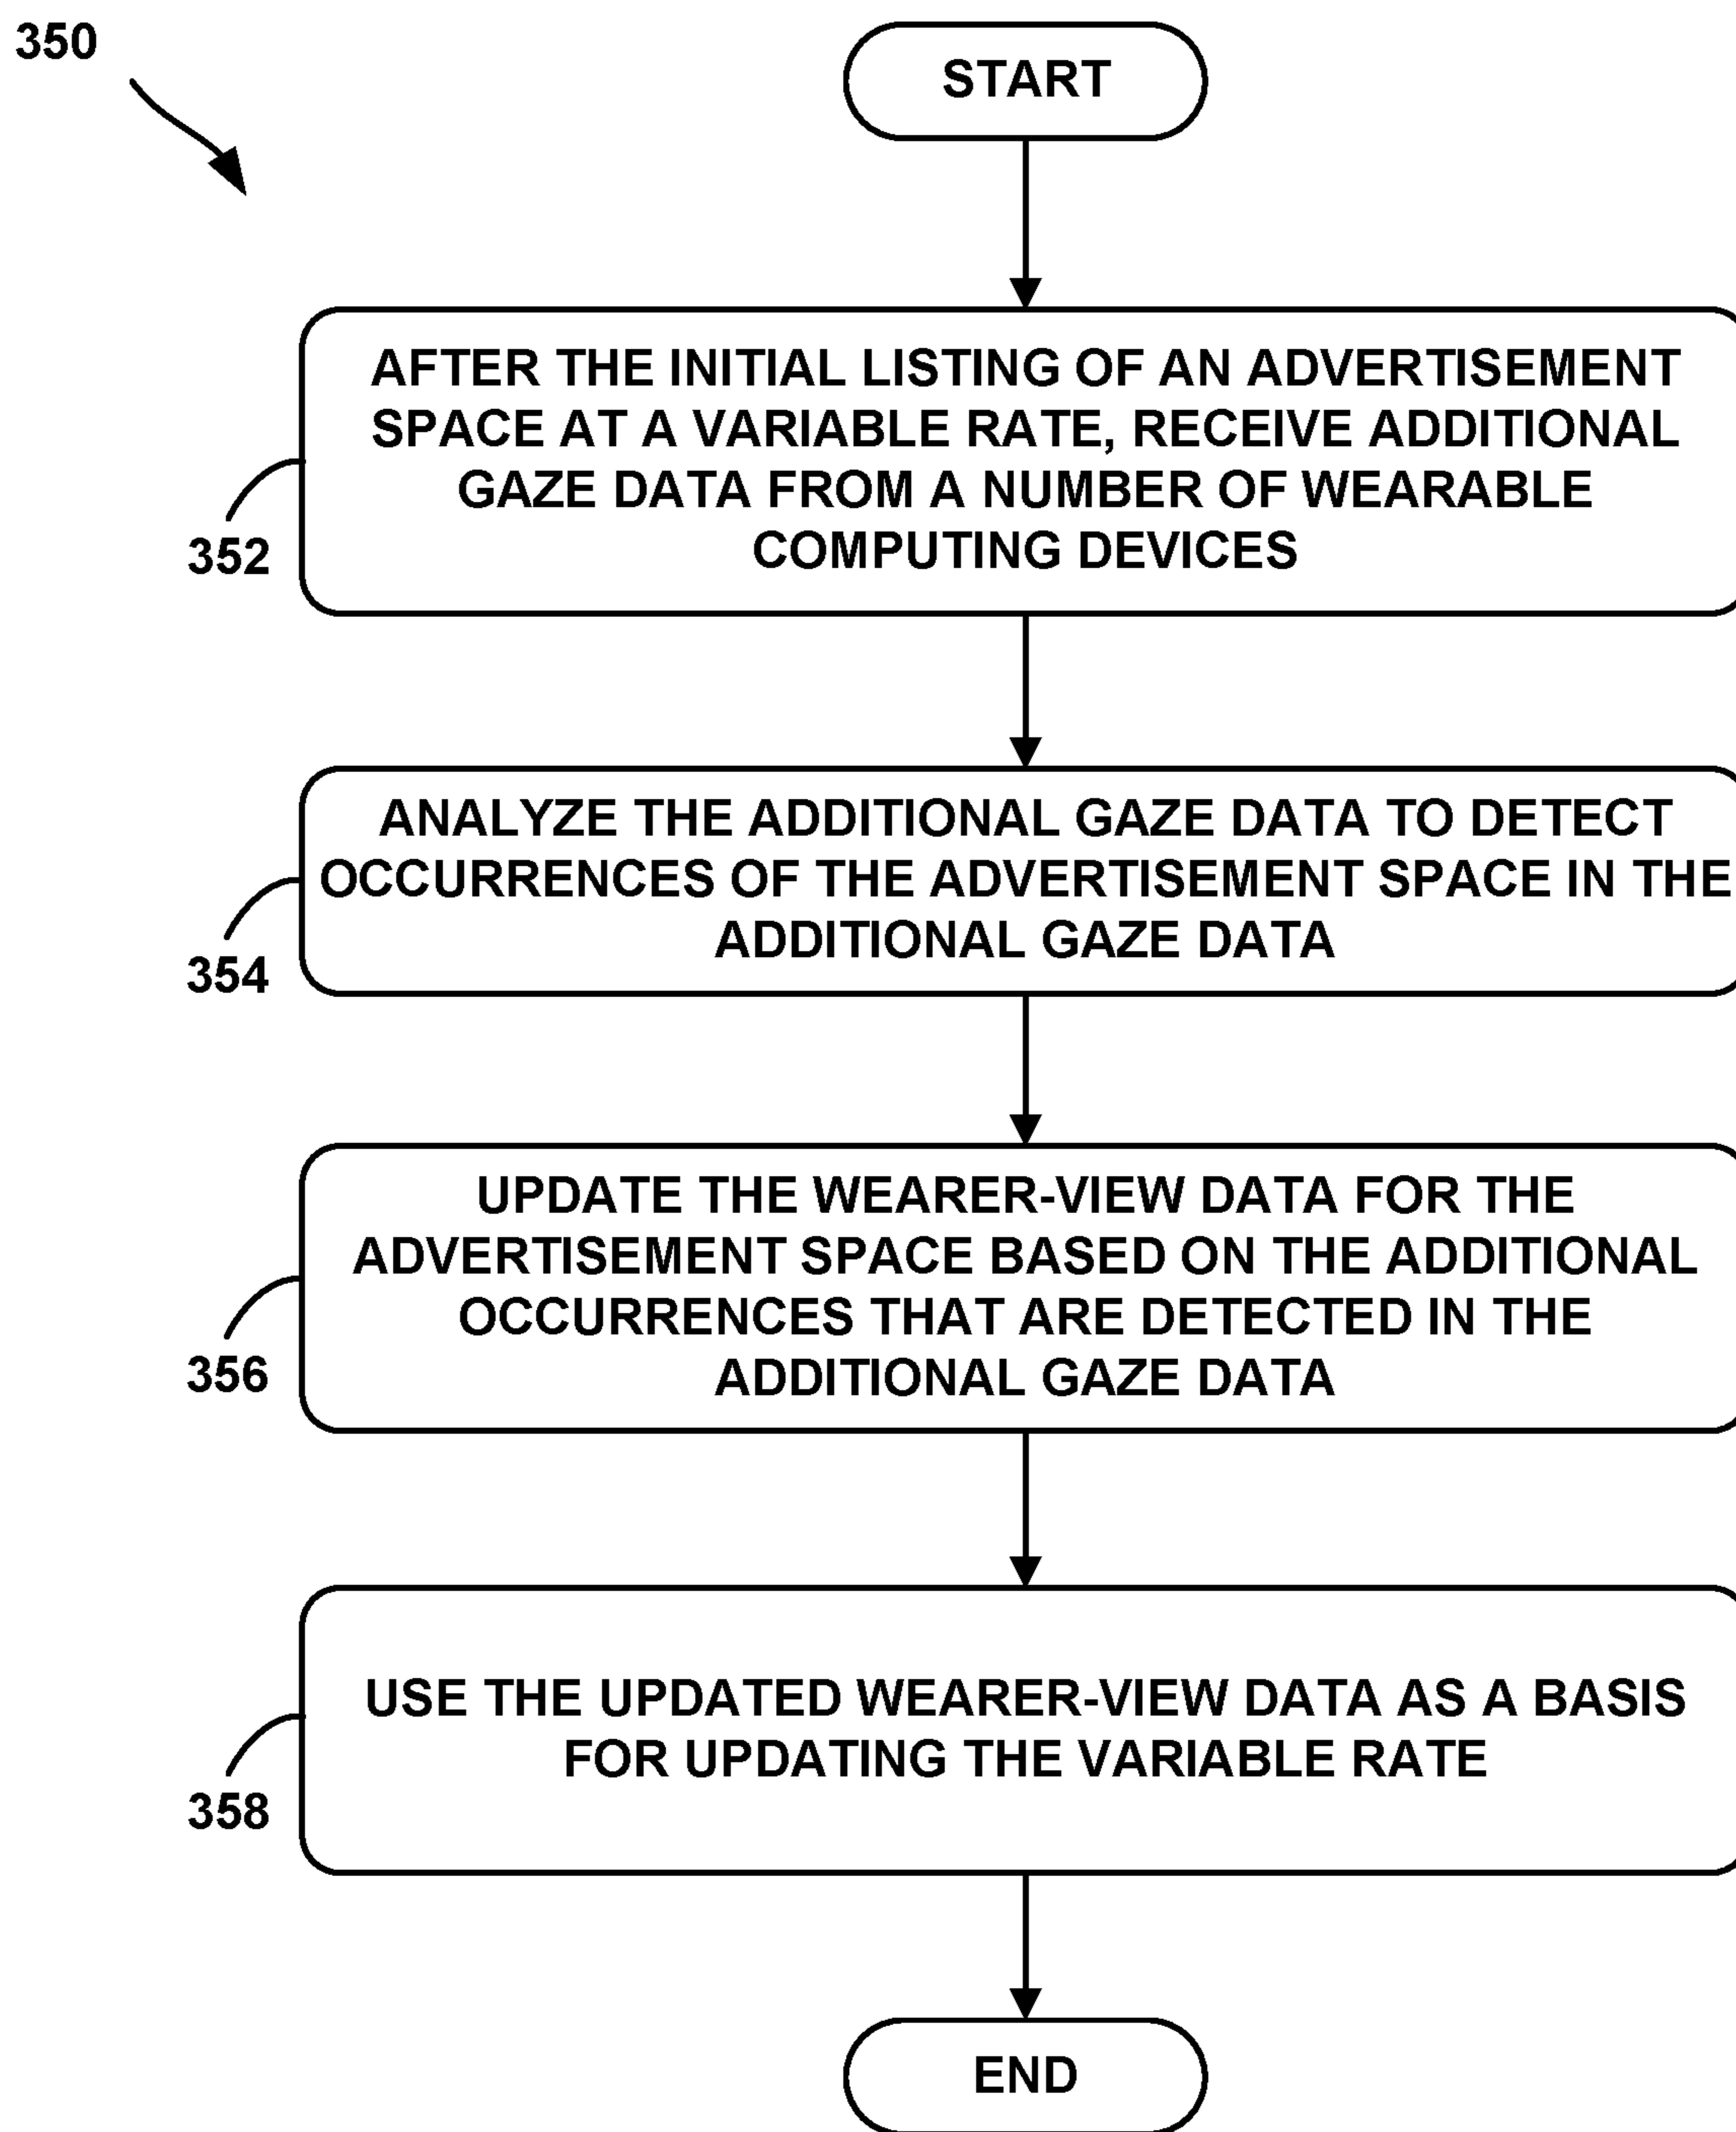 350
START
AFTER THE INITIAL LISTING OF AN ADVERTISEMENT
SPACE AT A VARIABLE RATE, RECEIVE ADDITIONAL
GAZE DATA FROM A NUMBER OF WEARABLE
COMPUTING DEVICES
352
ANALYZE THE ADDITIONAL GAZE DATA TO DETECT
OCCURRENCES OF THE ADVERTISEMENT SPACE IN THE
ADDITIONAL GAZE DATA
354
UPDATE THE WEARER-VIEW DATA FOR THE
ADVERTISEMENT SPACE BASED ON THE ADDITIONAL
OCCURRENCES THAT ARE DETECTED IN THE
ADDITIONAL GAZE DATA
356
USE THE UPDATED WEARER-VIEW DATA AS A BASIS
FOR UPDATING THE VARIABLE RATE
358
END